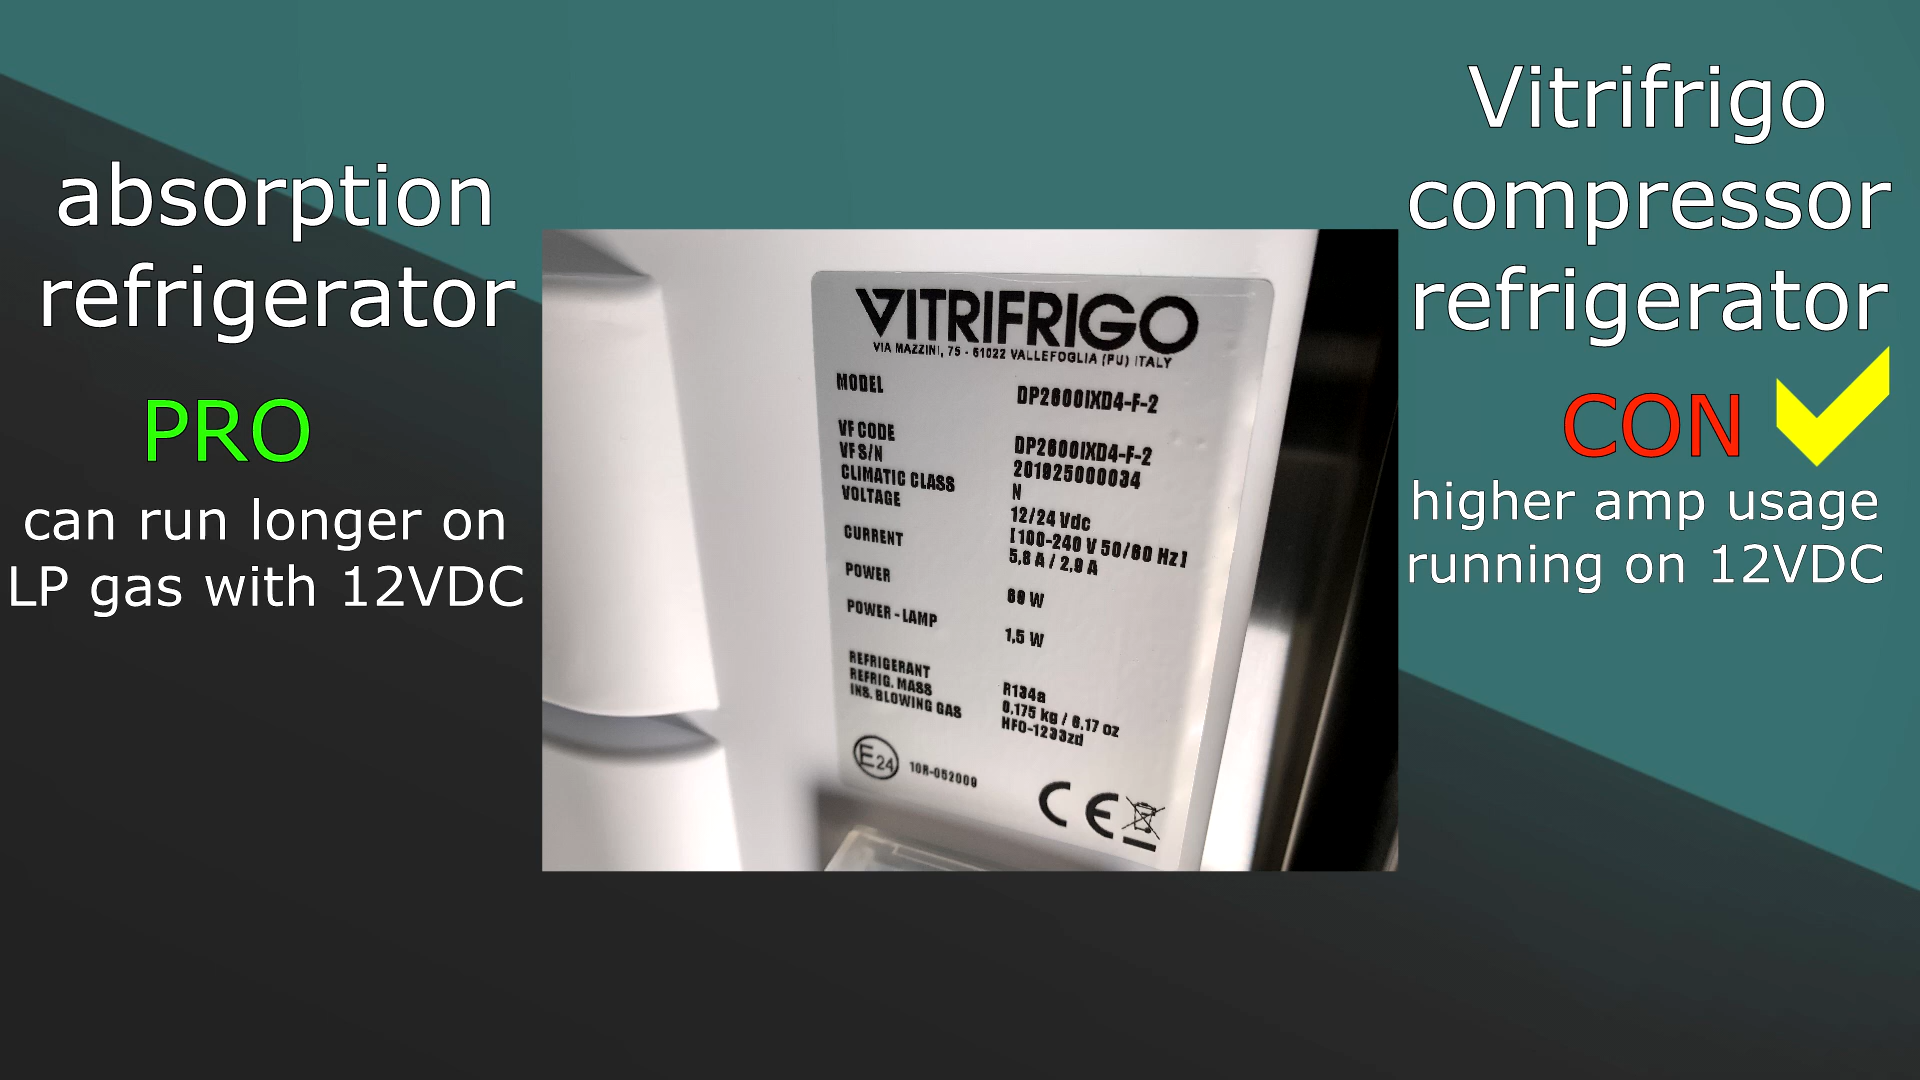 absorption
refrigerator
PRO
can run longer on
LP gas with 12VDC
VITRIFRIGO
VIA MAZZINI, 75 - 61022 VALLEFOGLIA (PU) ITALY
MODEL DP2600IXD4-F-2
VF CODE DP2600IXD4-F-2
VF S/N 201925000034
CLIMATIC CLASS N
VOLTAGE 12/24 Vdc
[100-240 V 50/60 Hz]
CURRENT 5,8 A / 2,9 A
POWER W
POWER - LAMP 1,5 W
REFRIGERANT R134a
REFRIG. MASS 0,175 kg / 6.17 oz
INS. BLOWING GAS HFO-1233zd
E24 10R-052009
CE
Vitrifrigo
compressor
refrigerator
CON
higher amp usage
running on 12VDC